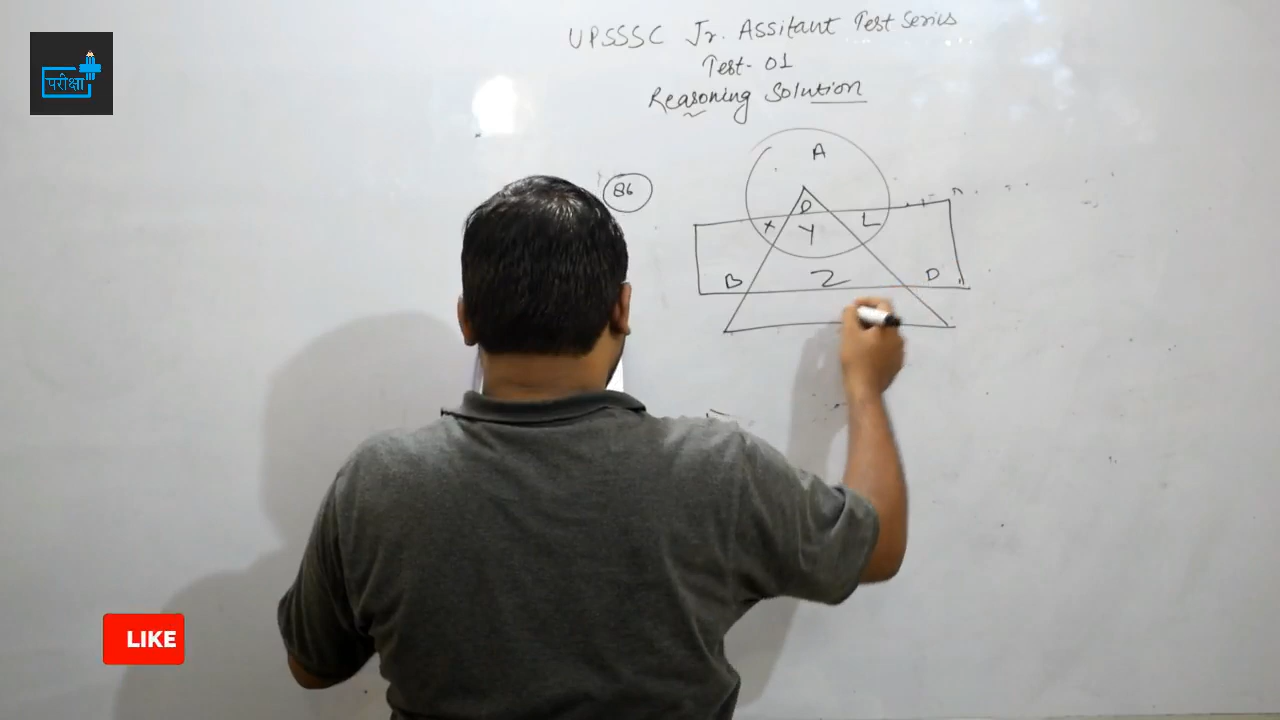 परीक्षा
UPSSSC Jr. Assitant Test Series
Test-01
Reasoning Solution
86
A
O
X Y L
B Z D
LIKE